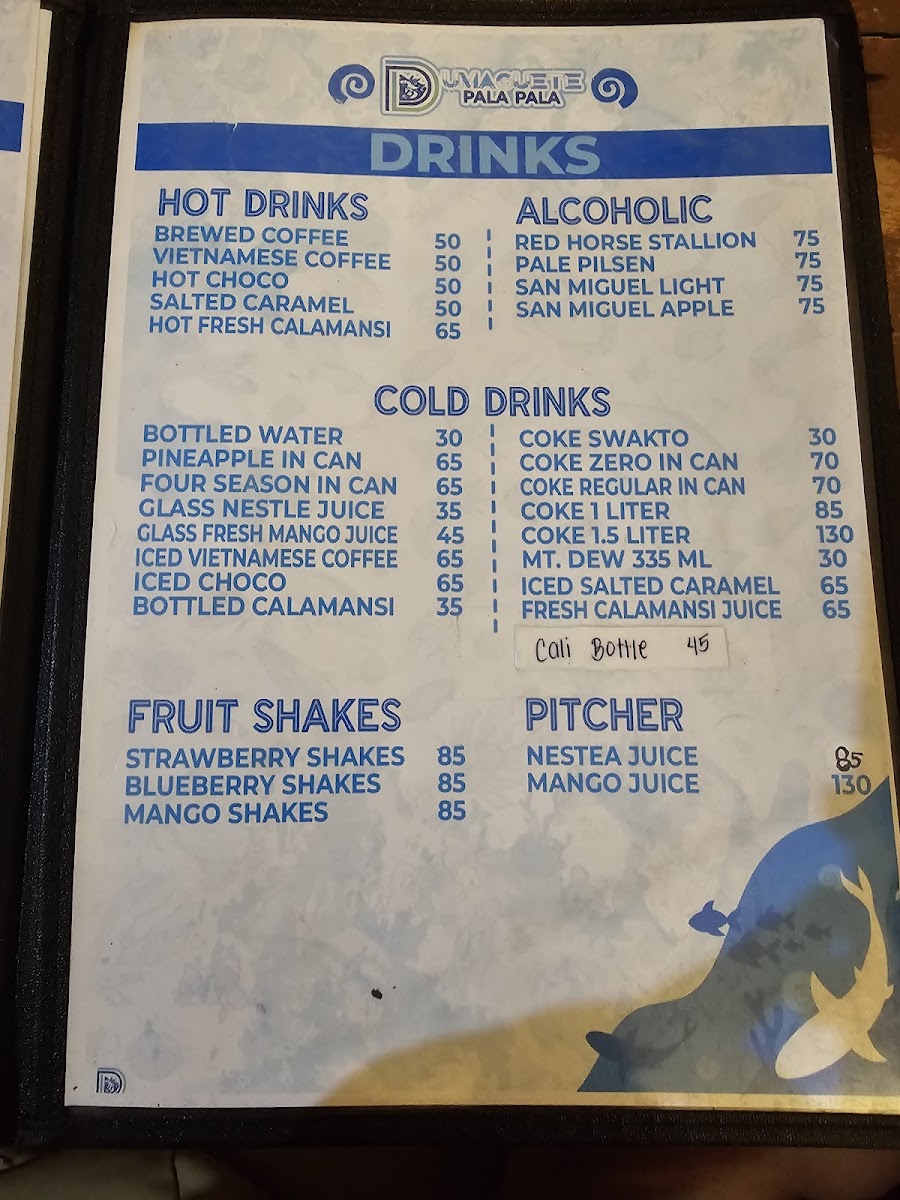 DUMAGUETE
PALA PALA
DRINKS
HOT DRINKS
BREWED COFFEE 50
VIETNAMESE COFFEE 50
HOT CHOCO 50
SALTED CARAMEL 50
HOT FRESH CALAMANSI 65
ALCOHOLIC
RED HORSE STALLION 75
PALE PILSEN 75
SAN MIGUEL LIGHT 75
SAN MIGUEL APPLE 75
COLD DRINKS
BOTTLED WATER 30
PINEAPPLE IN CAN 65
FOUR SEASON IN CAN 65
GLASS NESTLE JUICE 35
GLASS FRESH MANGO JUICE 45
ICED VIETNAMESE COFFEE 65
ICED CHOCO 65
BOTTLED CALAMANSI 35
COKE SWAKTO 30
COKE ZERO IN CAN 70
COKE REGULAR IN CAN 70
COKE 1 LITER 85
COKE 1.5 LITER 130
MT. DEW 335 ML 30
ICED SALTED CARAMEL 65
FRESH CALAMANSI JUICE 65
Cali Bottle 45
FRUIT SHAKES
STRAWBERRY SHAKES 85
BLUEBERRY SHAKES 85
MANGO SHAKES 85
PITCHER
NESTEA JUICE 85
MANGO JUICE 130
D